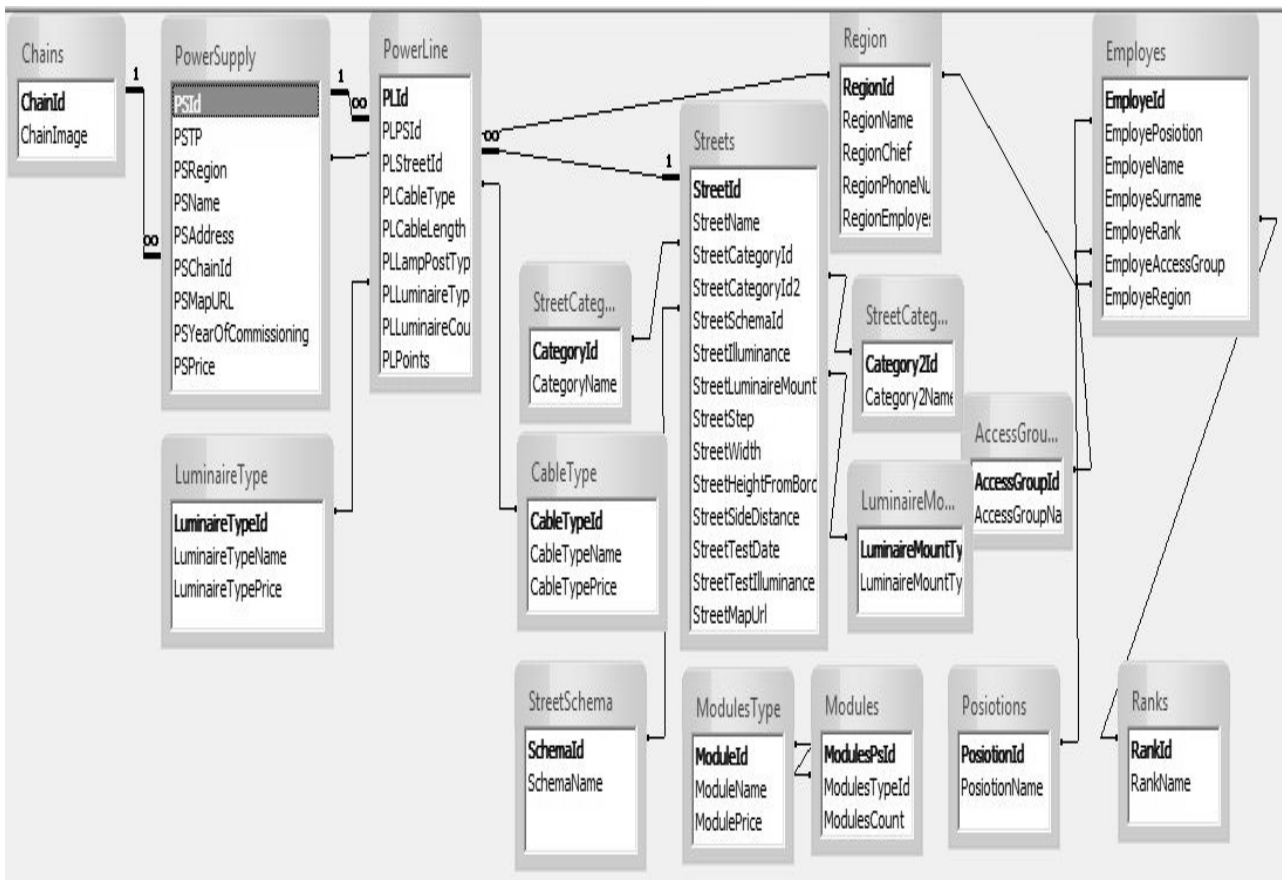 Chains
ChainId
ChainImage
1
∞
PowerSupply
PSId
PSTP
PSRegion
PSName
PSAddress
PSChainId
PSMapURL
PSYearOfCommissioning
PSPrice
1
∞
PowerLine
PLId
PLPSId
PLStreetId
PLCableType
PLCableLength
PLLampPostTyp
PLLuminaireTyp
PLLuminaireCou
PLPoints
∞
1
Streets
StreetId
StreetName
StreetCategoryId
StreetCategoryId2
StreetSchemaId
StreetIlluminance
StreetLuminaireMount
StreetStep
StreetWidth
StreetHeightFromBorc
StreetSideDistance
StreetTestDate
StreetTestIlluminance
StreetMapUrl
Region
RegionId
RegionName
RegionChief
RegionPhoneNu
RegionEmployes
Employes
EmployeId
EmployePosiotion
EmployeName
EmployeSurname
EmployeRank
EmployeAccessGroup
EmployeRegion
StreetCateg...
CategoryId
CategoryName
StreetCateg...
Category2Id
Category2Name
AccessGrou...
AccessGroupId
AccessGroupNa
LuminaireType
LuminaireTypeId
LuminaireTypeName
LuminaireTypePrice
CableType
CableTypeId
CableTypeName
CableTypePrice
LuminaireMo...
LuminaireMountTy
LuminaireMountTy
StreetSchema
SchemaId
SchemaName
ModulesType
ModuleId
ModuleName
ModulePrice
Modules
ModulesPsId
ModulesTypeId
ModulesCount
Posiotions
PosiotionId
PosiotionName
Ranks
RankId
RankName